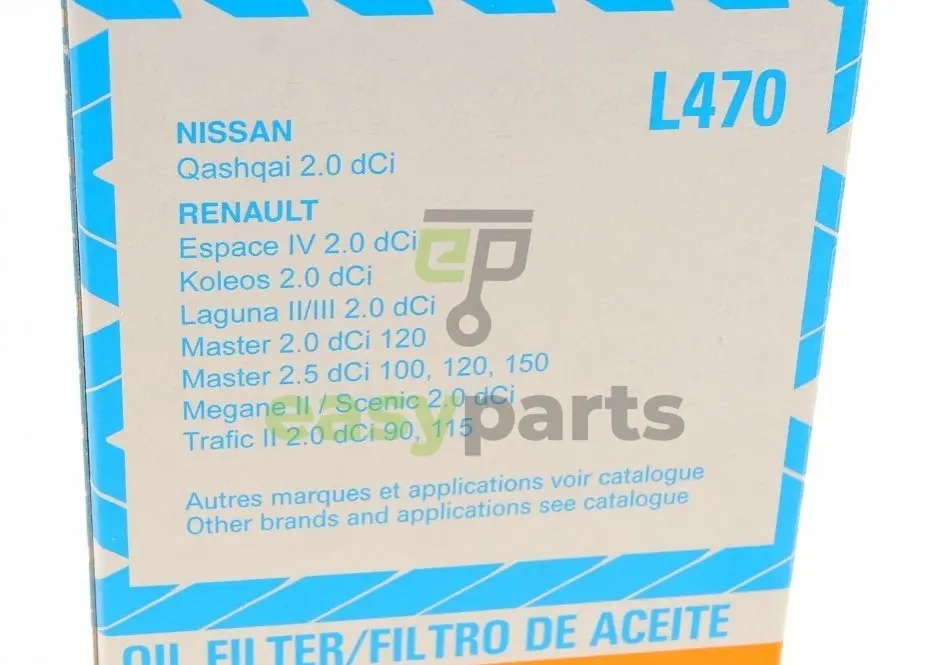 L470
NISSAN
Qashqai 2.0 dCi
RENAULT
Espace IV 2.0 dCi
Koleos 2.0 dCi
Laguna II/III 2.0 dCi
Master 2.0 dCi 120
Master 2.5 dCi 100, 120, 150
Megane II / Scenic 2.0 dCi
Trafic II 2.0 dCi 90, 115
ep
easyparts
Autres marques et applications voir catalogue
Other brands and applications see catalogue
OIL FILTER/FILTRO DE ACEITE